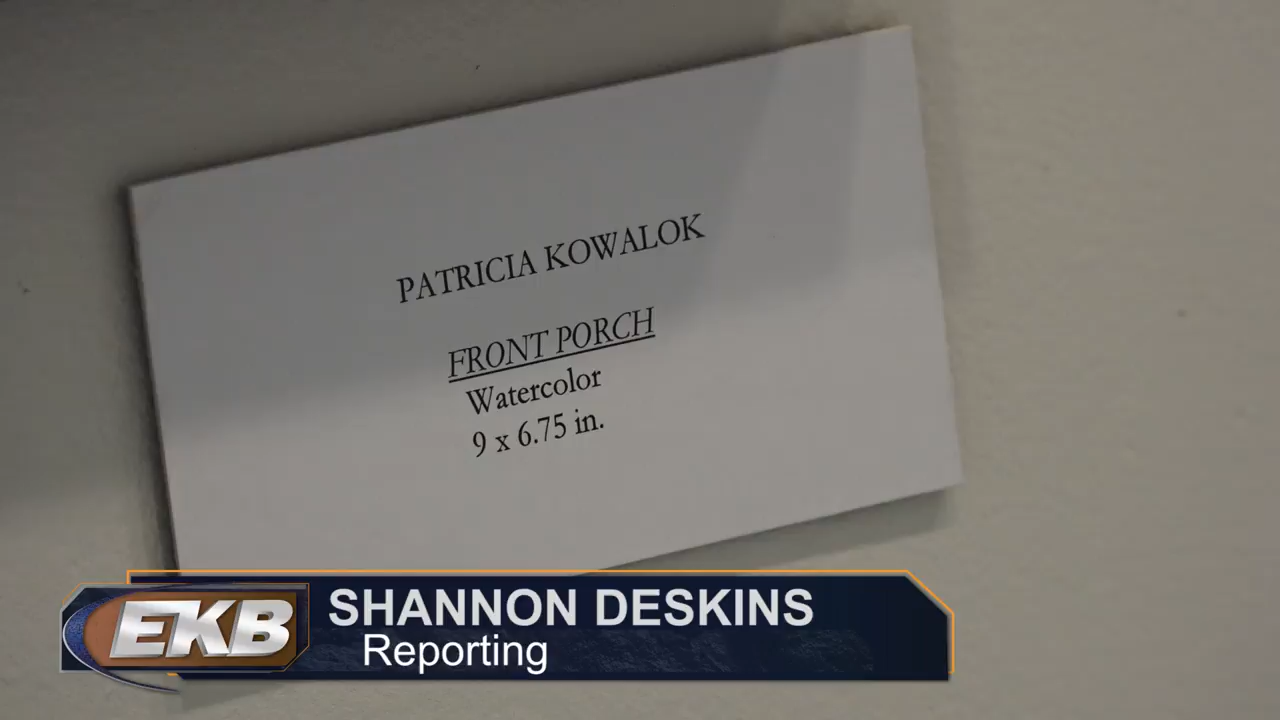 PATRICIA KOWALOK
FRONT PORCH
Watercolor
9 x 6.75 in.
EKB
SHANNON DESKINS
Reporting